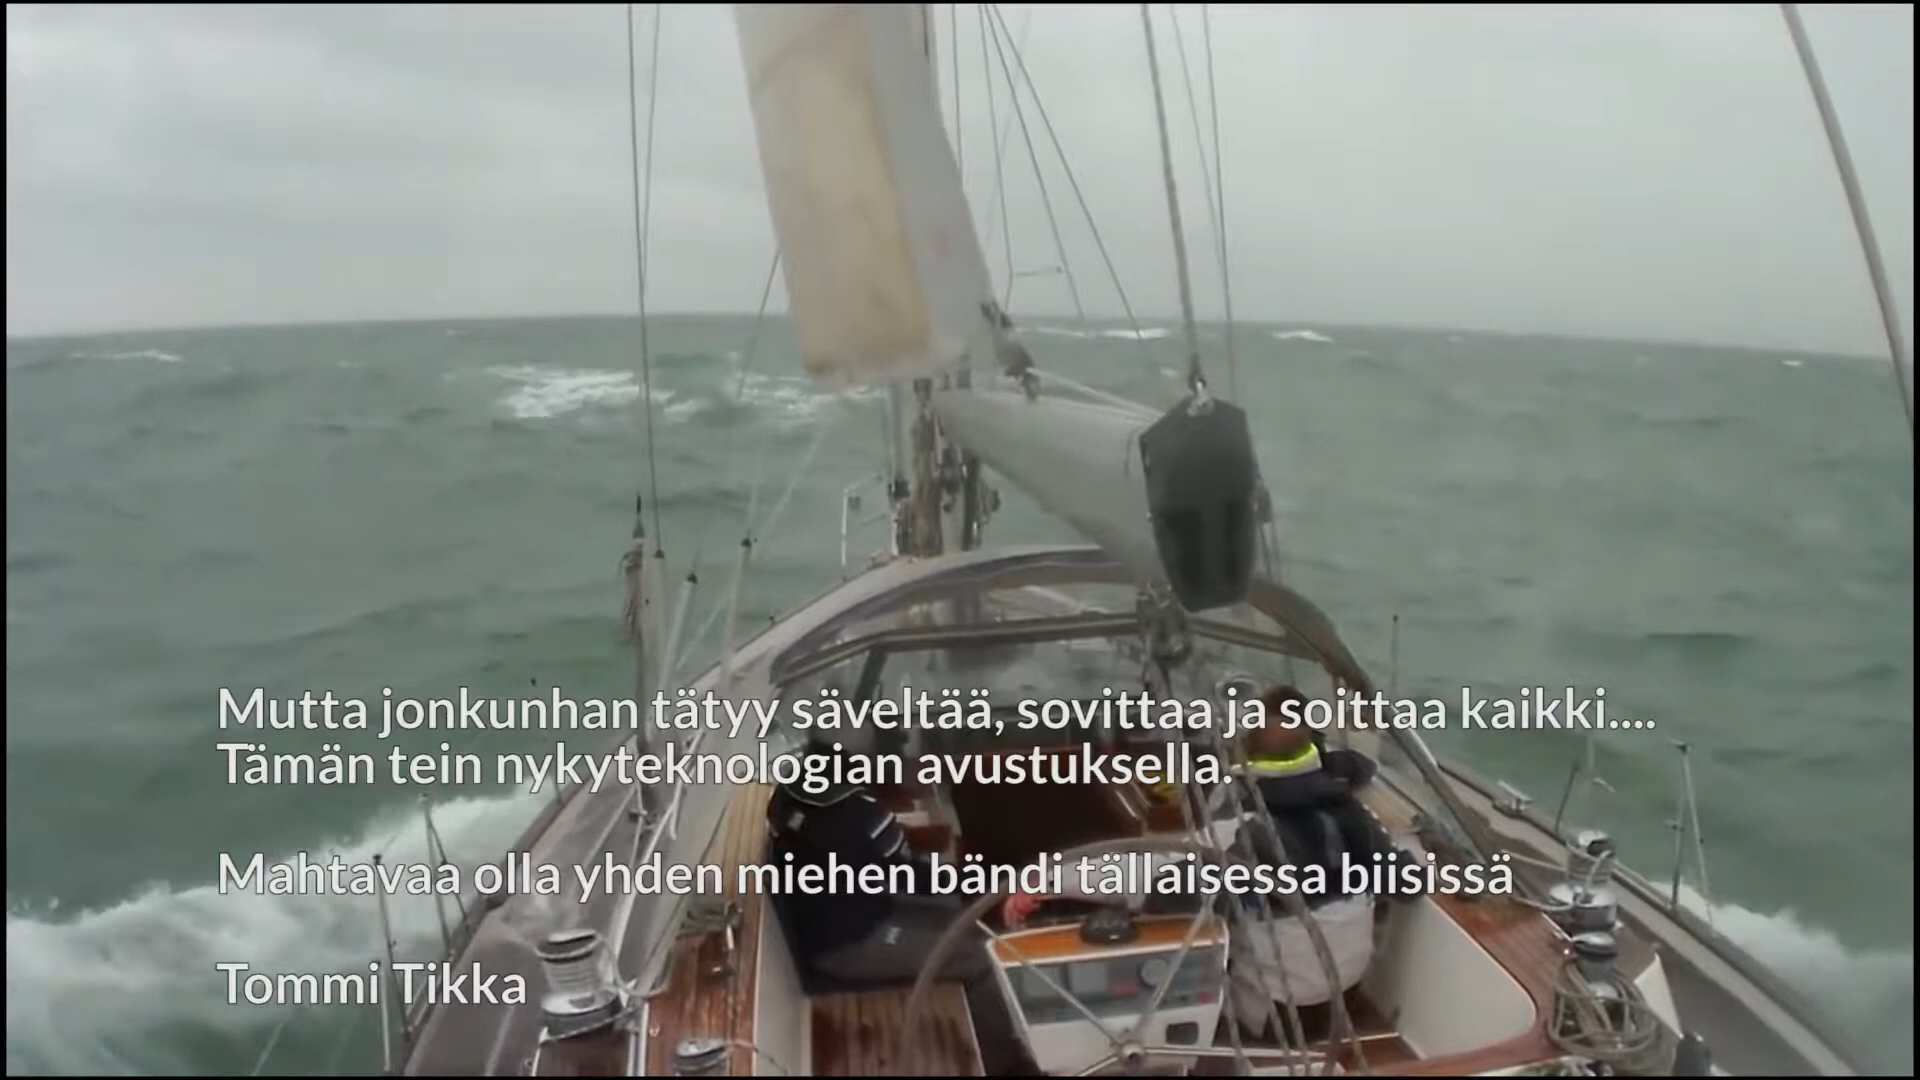 Mutta jonkunhan tätyy säveltää, sovittaa ja soittaa kaikki....
Tämän tein nykyteknologian avustuksella.
Mahtavaa olla yhden miehen bändi tällaisessa biisissä
Tommi Tikka